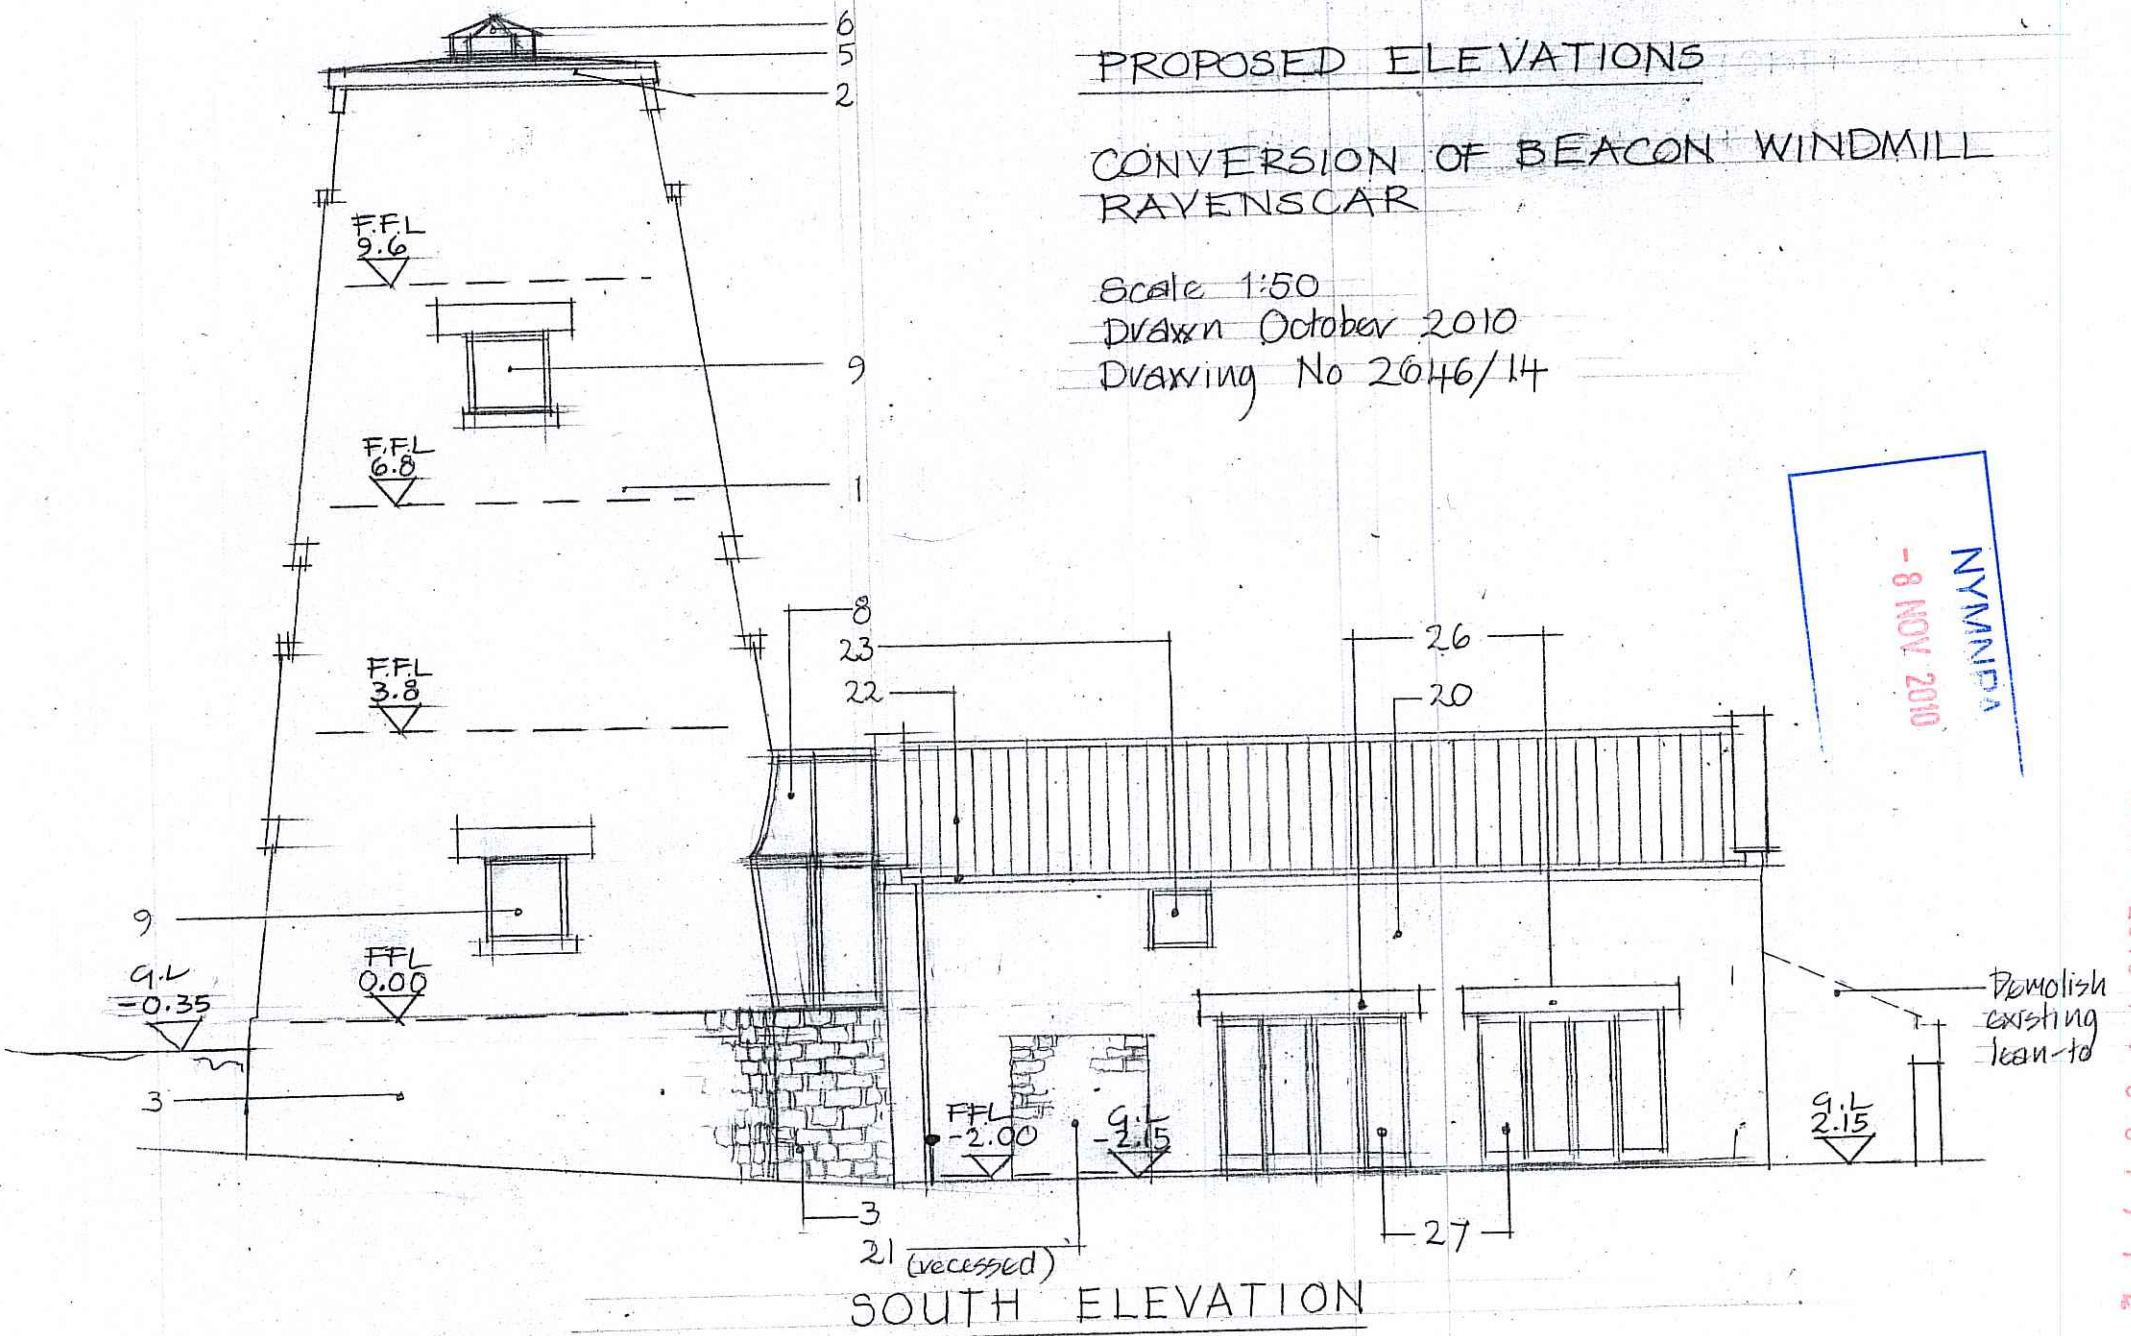 PROPOSED ELEVATIONS
CONVERSION OF BEACON WINDMILL
RAVENSCAR
Scale 1:50
Drawn October 2010
Drawing No 2646/14
6
5
2
F.F.L
9.6
9
F.F.L
6.8
1
NYMNPA
- 8 NOV 2010
8
23
26
22
20
F.F.L
3.8
9
G.L
-0.35
FFL
0.00
Demolish
existing
lean-to
3
FFL
-2.00
G.L
-2.15
G.L
2.15
3
21 (recessed)
27
SOUTH ELEVATION